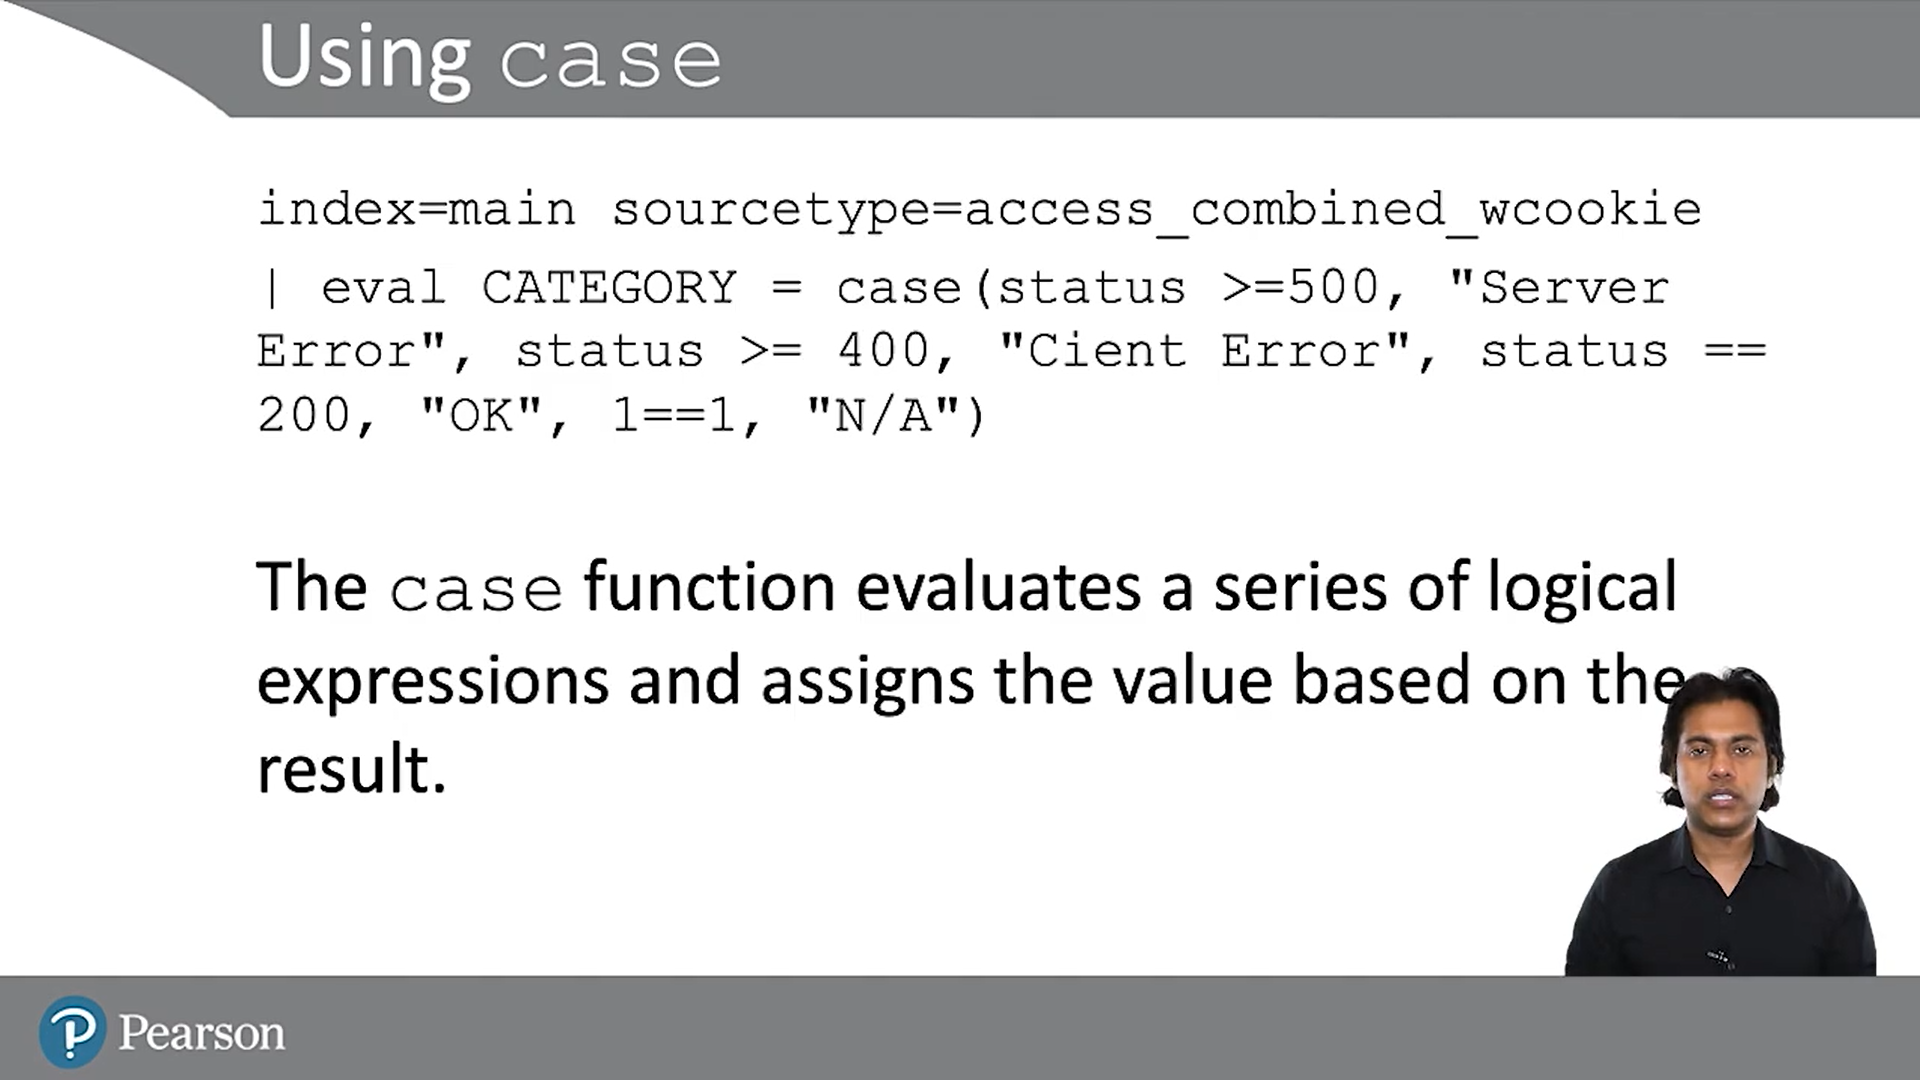 Using case
index=main sourcetype=access_combined_wcookie
| eval CATEGORY = case(status >=500, "Server
Error", status >= 400, "Cient Error", status ==
200, "OK", 1==1, "N/A")
The case function evaluates a series of logical
expressions and assigns the value based on the
result.
Pearson